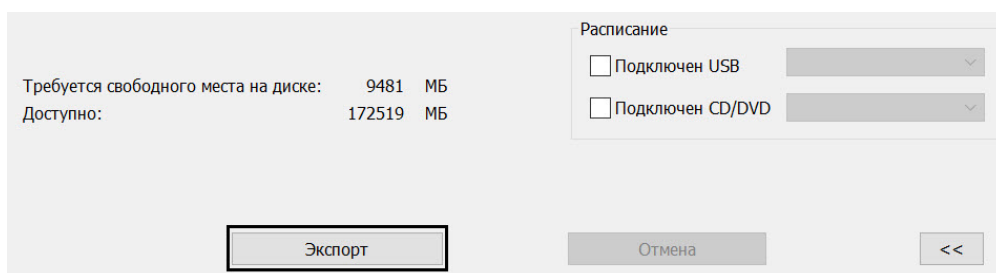 Расписание
Подключен USB
Требуется свободного места на диске: 9481 МБ
Доступно: 172519 МБ
Подключен CD/DVD
Экспорт
Отмена
<<